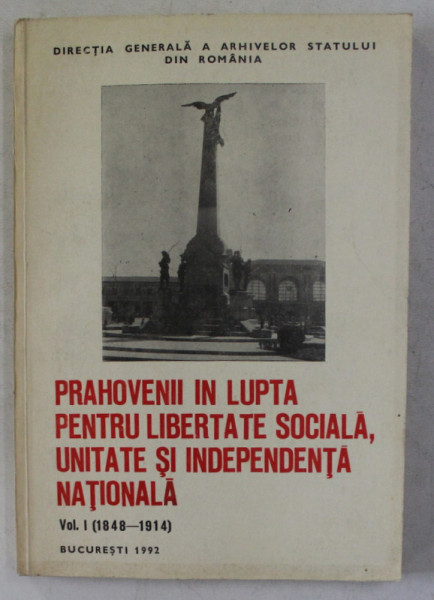 DIRECȚIA GENERALĂ A ARHIVELOR STATULUI
DIN ROMÂNIA
PRAHOVENII IN LUPTA
PENTRU LIBERTATE SOCIALĂ,
UNITATE ȘI INDEPENDENȚĂ
NAȚIONALĂ
Vol. I (1848—1914)
BUCUREȘTI 1992